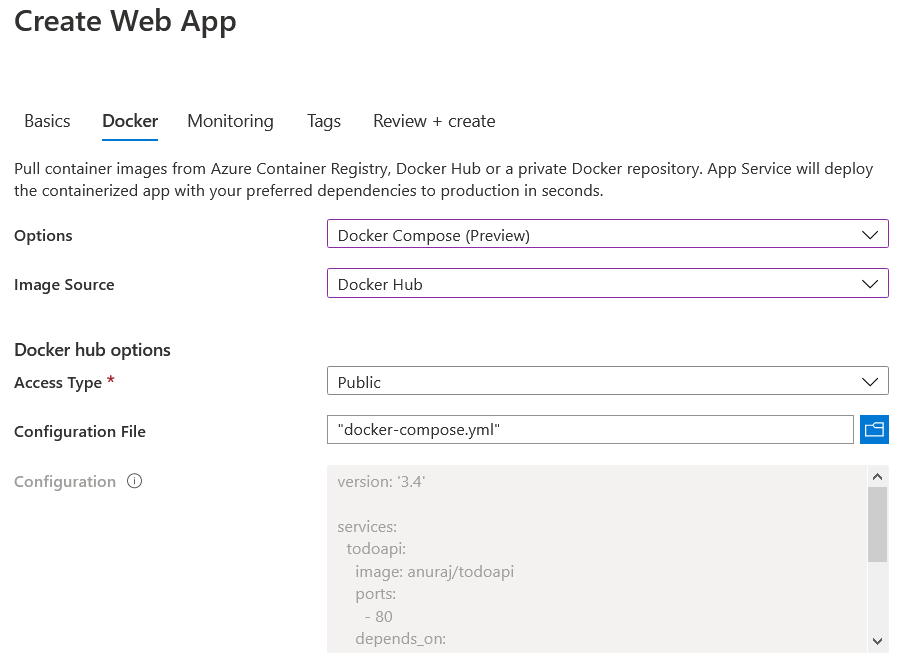 Create Web App
Basics Docker Monitoring Tags Review + create
Pull container images from Azure Container Registry, Docker Hub or a private Docker repository. App Service will deploy
the containerized app with your preferred dependencies to production in seconds.
Options Docker Compose (Preview)
Image Source Docker Hub
Docker hub options
Access Type * Public
Configuration File "docker-compose.yml"
Configuration version: '3.4'
services:
todoapi:
image: anuraj/todoapi
ports:
- 80
depends_on: